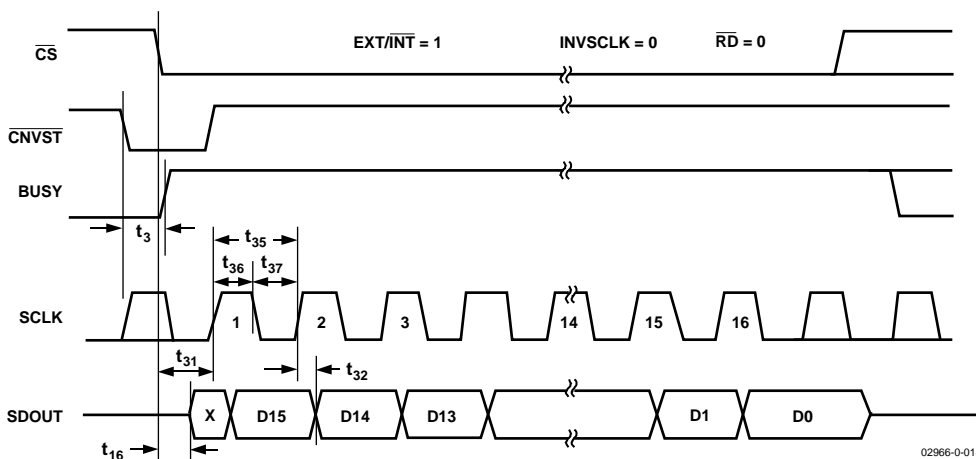 EXT/INT = 1 INVSCLK = 0 RD = 0
CS
CNVST
BUSY
t3
t35
t36 t37
SCLK
1 2 3 14 15 16
t31
t32
SDOUT
X D15 D14 D13 D1 D0
t16
02966-0-01